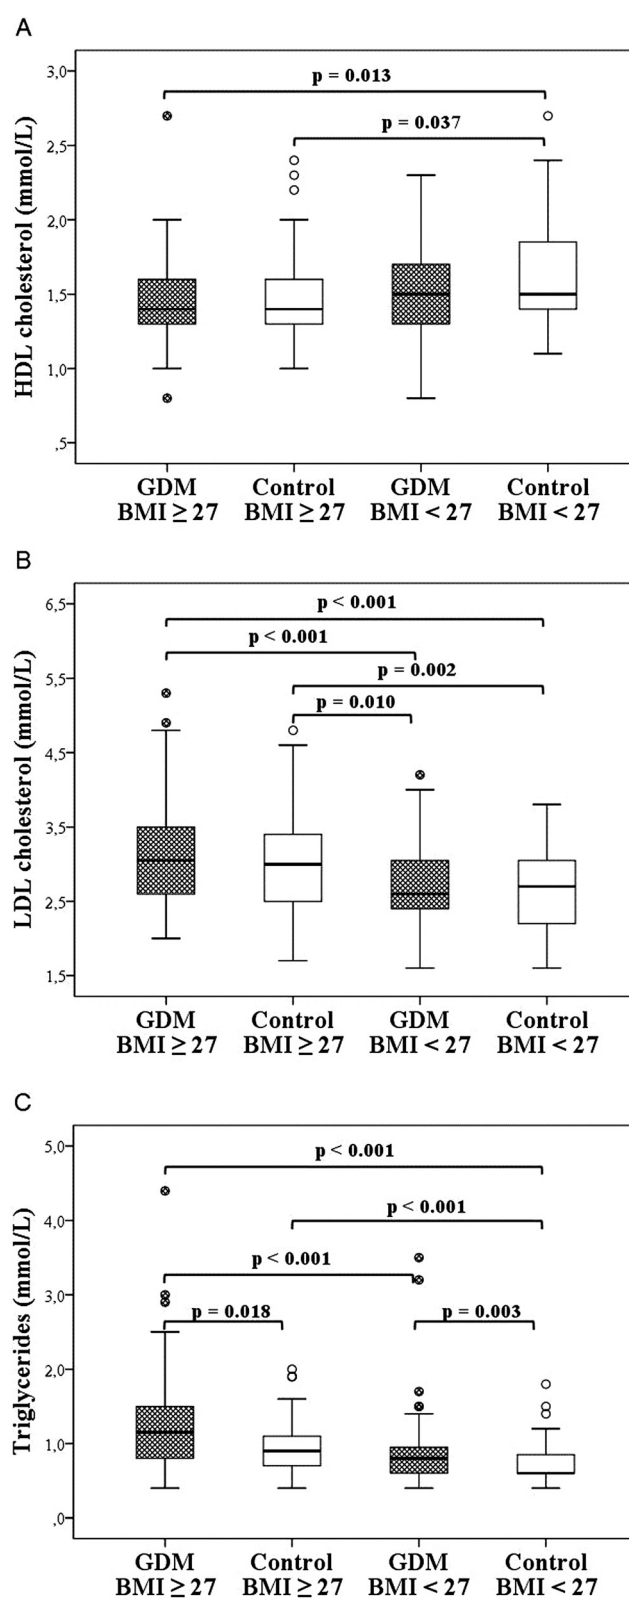 A
HDL cholesterol (mmol/L)
3,0
2,5
2,0
1,5
1,0
,5
p = 0.013
p = 0.037
GDM
BMI ≥ 27
Control
BMI ≥ 27
GDM
BMI < 27
Control
BMI < 27
B
LDL cholesterol (mmol/L)
6,5
5,5
4,5
3,5
2,5
1,5
p < 0.001
p < 0.001
p = 0.002
p = 0.010
GDM
BMI ≥ 27
Control
BMI ≥ 27
GDM
BMI < 27
Control
BMI < 27
C
Triglycerides (mmol/L)
5,0
4,0
3,0
2,0
1,0
,0
p < 0.001
p < 0.001
p < 0.001
p = 0.018
p = 0.003
GDM
BMI ≥ 27
Control
BMI ≥ 27
GDM
BMI < 27
Control
BMI < 27